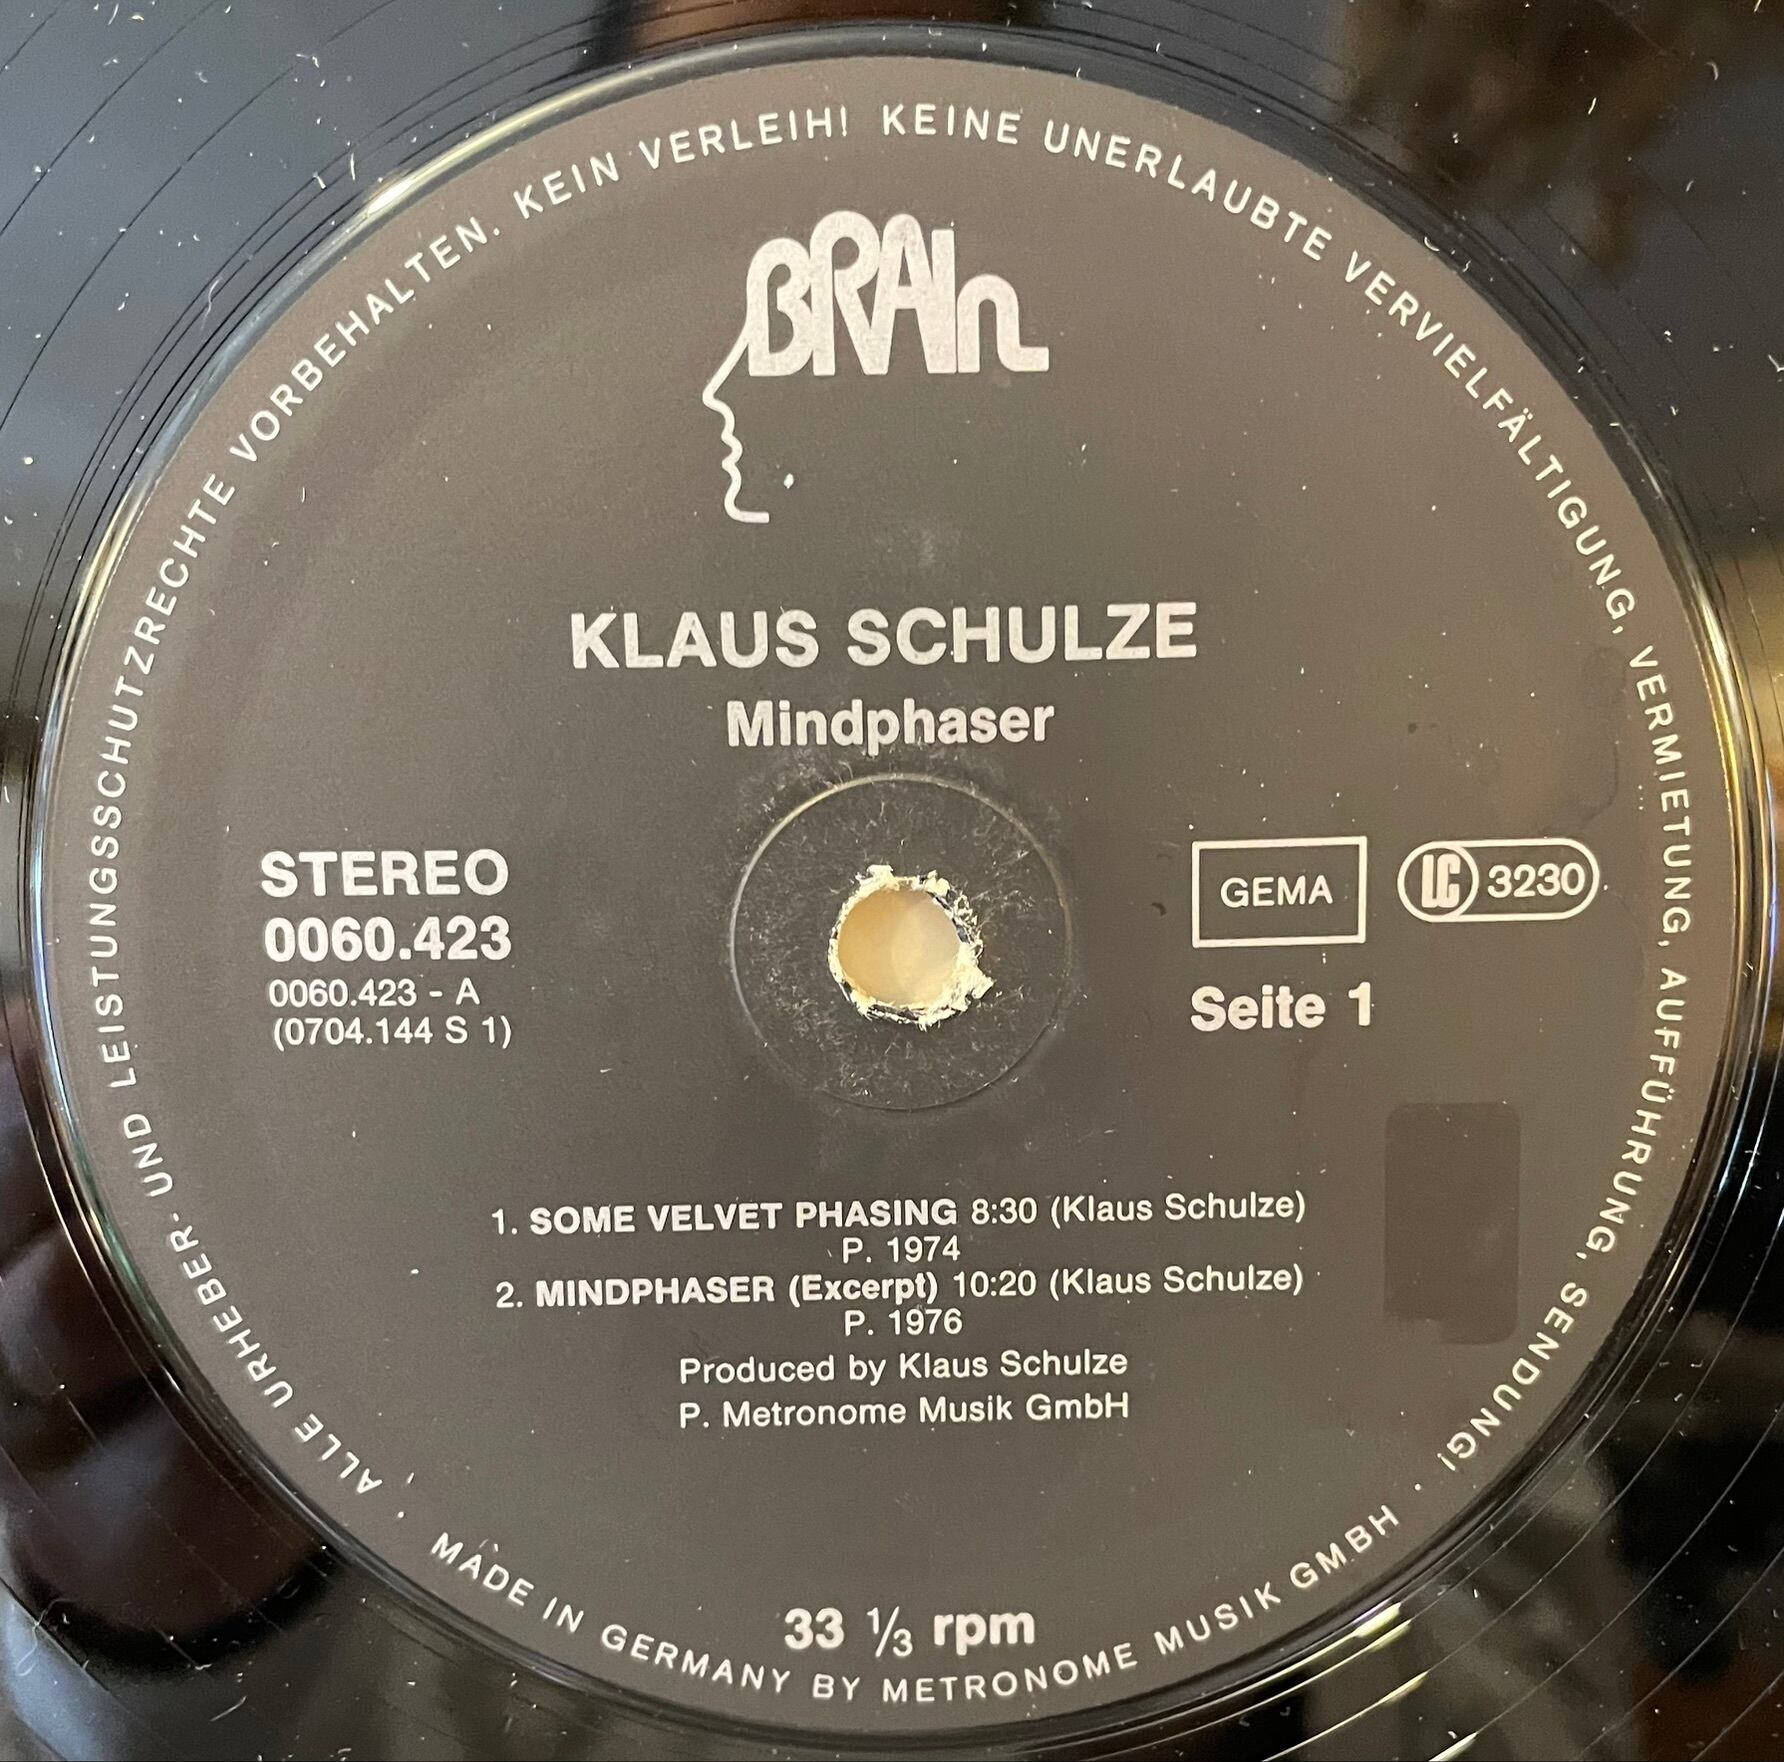 ALLE URHEBER- UND LEISTUNGSSCHUTZRECHTE VORBEHALTEN. KEIN VERLEIH! KEINE UNERLAUBTE VERVIELFÄLTIGUNG, VERMIETUNG, AUFFÜHRUNG, SENDUNG!
BRAIN
KLAUS SCHULZE
Mindphaser
STEREO
0060.423
0060.423 - A
(0704.144 S 1)
GEMA
LC 3230
Seite 1
1. SOME VELVET PHASING 8:30 (Klaus Schulze)
P. 1974
2. MINDPHASER (Excerpt) 10:20 (Klaus Schulze)
P. 1976
Produced by Klaus Schulze
P. Metronome Musik GmbH
33 ⅓ rpm
· MADE IN GERMANY BY METRONOME MUSIK GMBH ·